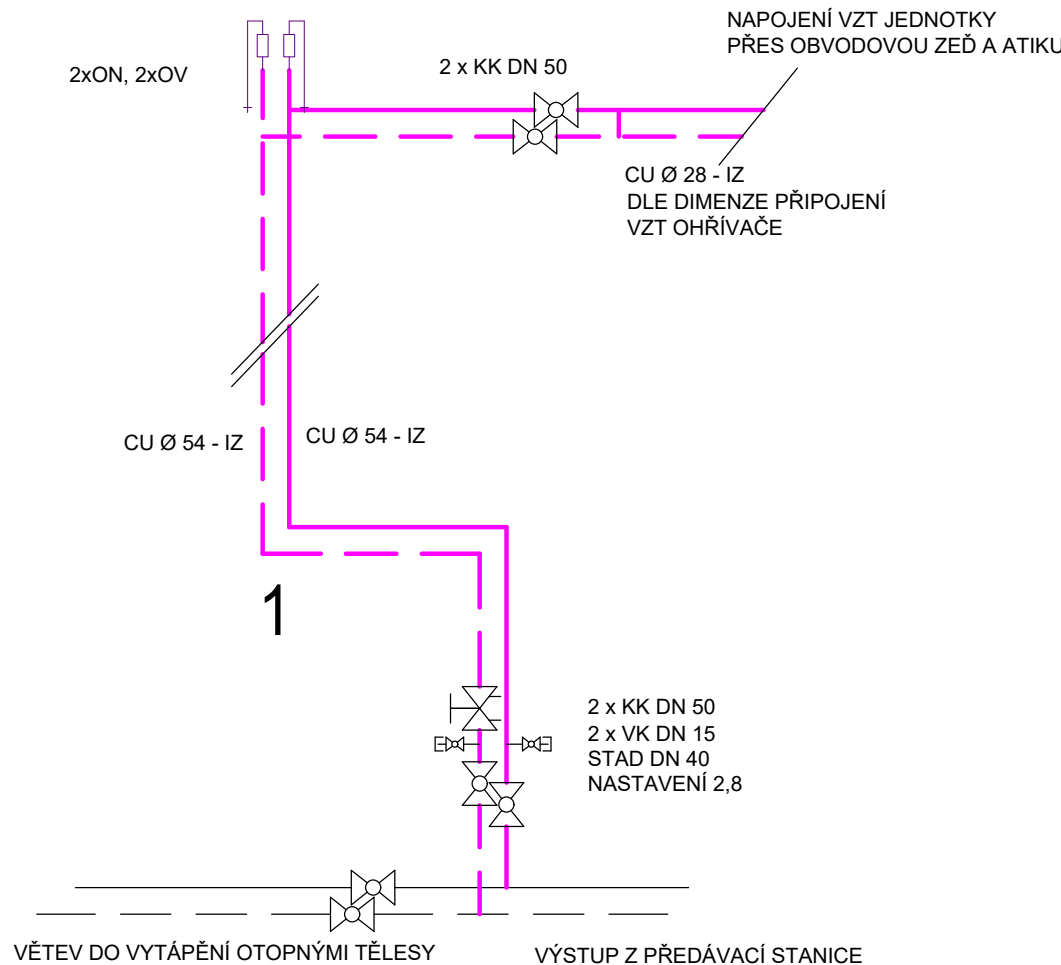 NAPOJENÍ VZT JEDNOTKY
PŘES OBVODOVOU ZEĎ A ATIKU
2xON, 2xOV
2 x KK DN 50
CU Ø 28 - IZ
DLE DIMENZE PŘIPOJENÍ
VZT OHŘÍVAČE
CU Ø 54 - IZ
CU Ø 54 - IZ
1
2 x KK DN 50
2 x VK DN 15
STAD DN 40
NASTAVENÍ 2,8
VĚTEV DO VYTÁPĚNÍ OTOPNÝMI TĚLESY
VÝSTUP Z PŘEDÁVACÍ STANICE